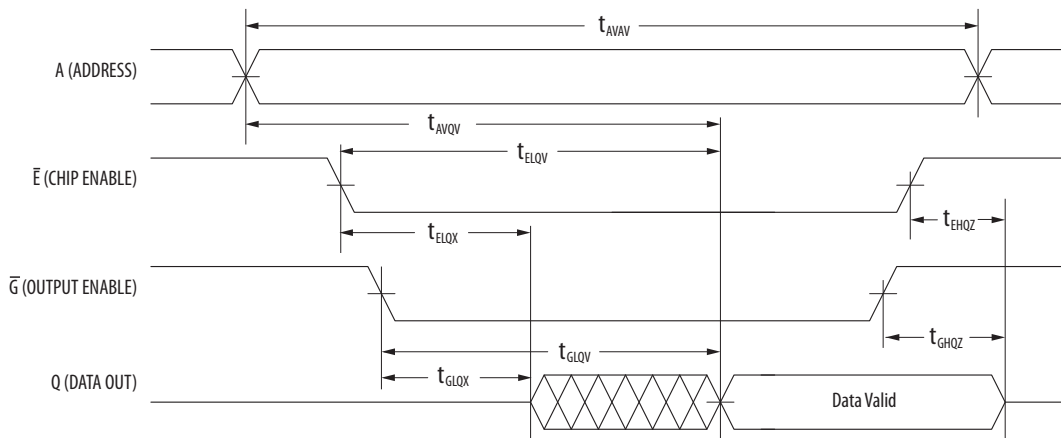 tAVAV
A (ADDRESS)
tAVQV
tELQV
E̅ (CHIP ENABLE)
tELQX
tEHQZ
G̅ (OUTPUT ENABLE)
tGHQZ
tGLQV
tGLQX
Q (DATA OUT)
Data Valid